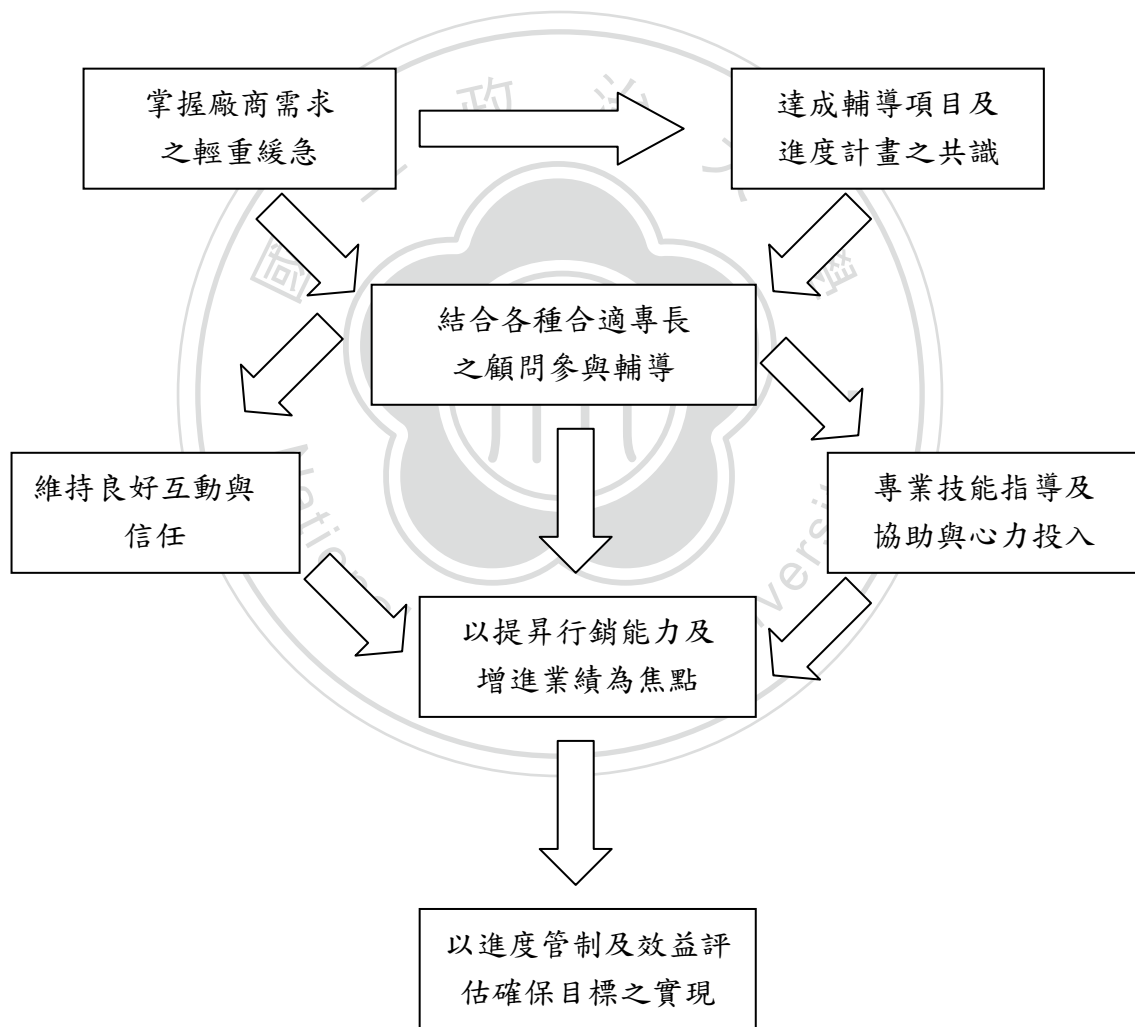 掌握廠商需求
之輕重緩急
達成輔導項目及
進度計畫之共識
結合各種合適專長
之顧問參與輔導
維持良好互動與
信任
專業技能指導及
協助與心力投入
以提昇行銷能力及
增進業績為焦點
以進度管制及效益評
估確保目標之實現
政
治
國